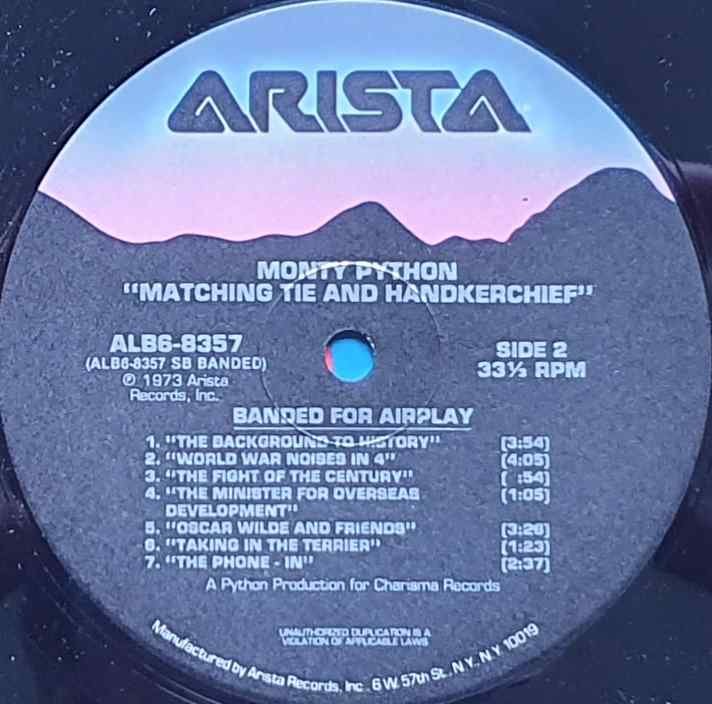 ARISTA
MONTY PYTHON
"MATCHING TIE AND HANDKERCHIEF"
ALB6-8357
(ALB6-8357 SB BANDED)
℗ 1973 Arista
Records, Inc.
SIDE 2
33⅓ RPM
BANDED FOR AIRPLAY
1. "THE BACKGROUND TO HISTORY" (3:54)
2. "WORLD WAR NOISES IN 4" (4:05)
3. "THE FIGHT OF THE CENTURY" ( :54)
4. "THE MINISTER FOR OVERSEAS (1:05)
DEVELOPMENT"
5. "OSCAR WILDE AND FRIENDS" (3:26)
6. "TAKING IN THE TERRIER" (1:23)
7. "THE PHONE - IN" (2:37)
A Python Production for Charisma Records
UNAUTHORIZED DUPLICATION IS A
VIOLATION OF APPLICABLE LAWS
Manufactured by Arista Records, Inc. 6 W. 57th St., N.Y., N.Y. 10019